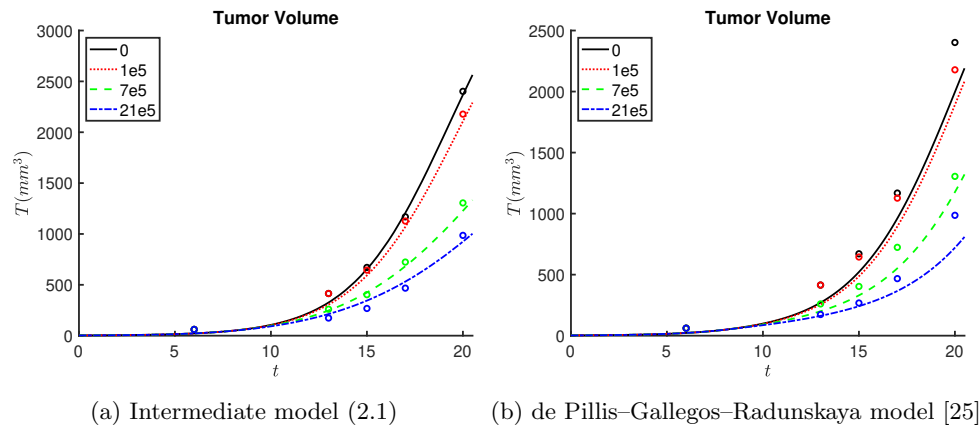 Tumor Volume
3000
2500
2000
1500
1000
500
0
T(mm³)
0
1e5
7e5
21e5
0
5
10
15
20
t
(a) Intermediate model (2.1)
Tumor Volume
2500
2000
1500
1000
500
0
T(mm³)
0
1e5
7e5
21e5
0
5
10
15
20
t
(b) de Pillis–Gallegos–Radunskaya model [25]